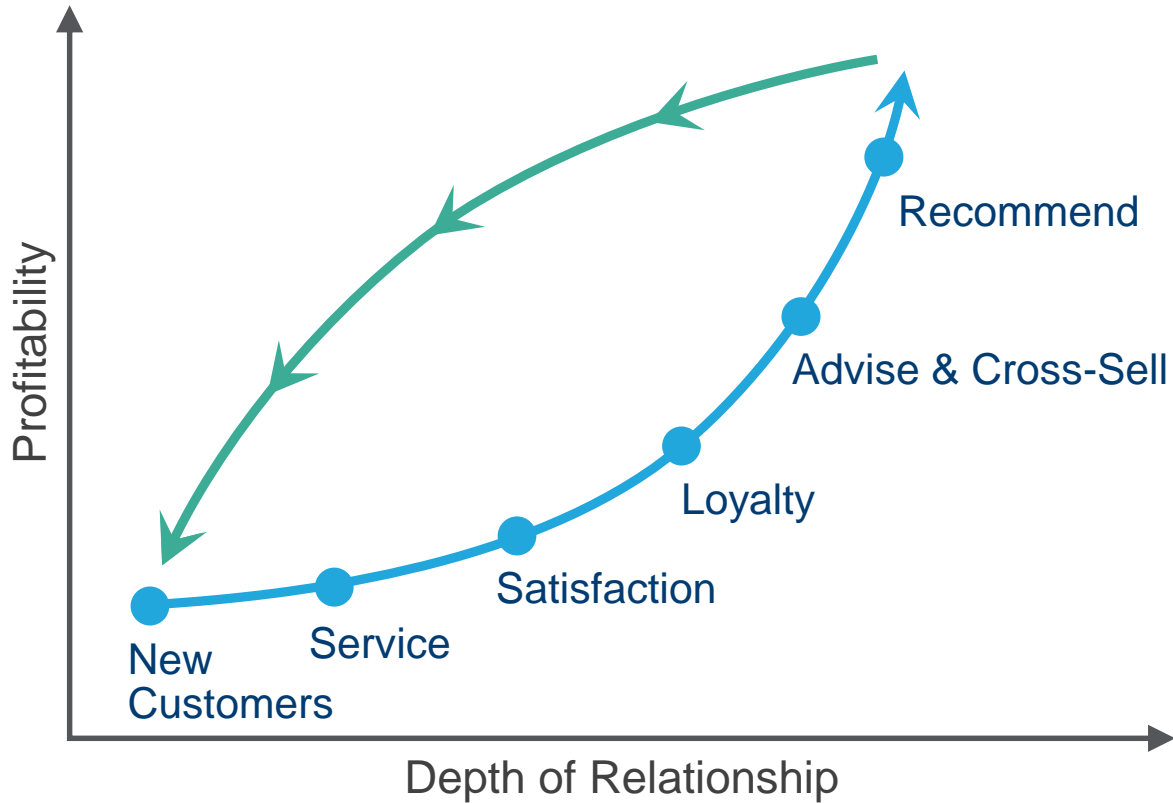 Profitability
Recommend
Advise & Cross-Sell
Loyalty
Satisfaction
Service
New
Customers
Depth of Relationship